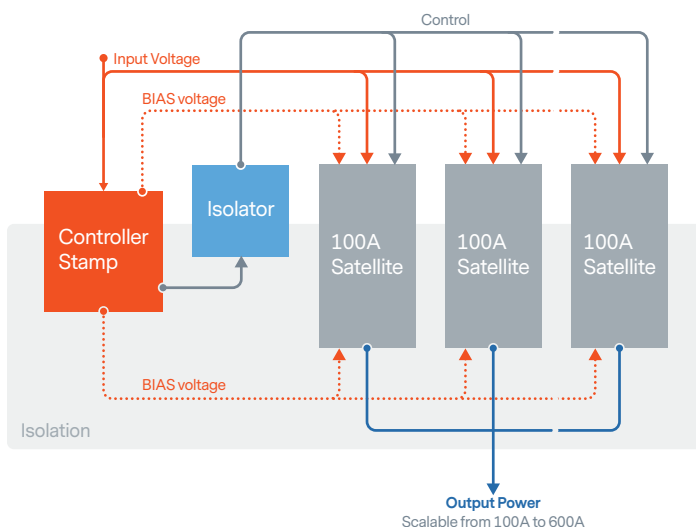 Control
Input Voltage
BIAS voltage
Isolator
Controller
Stamp
100A
Satellite
100A
Satellite
100A
Satellite
BIAS voltage
Isolation
Output Power
Scalable from 100A to 600A